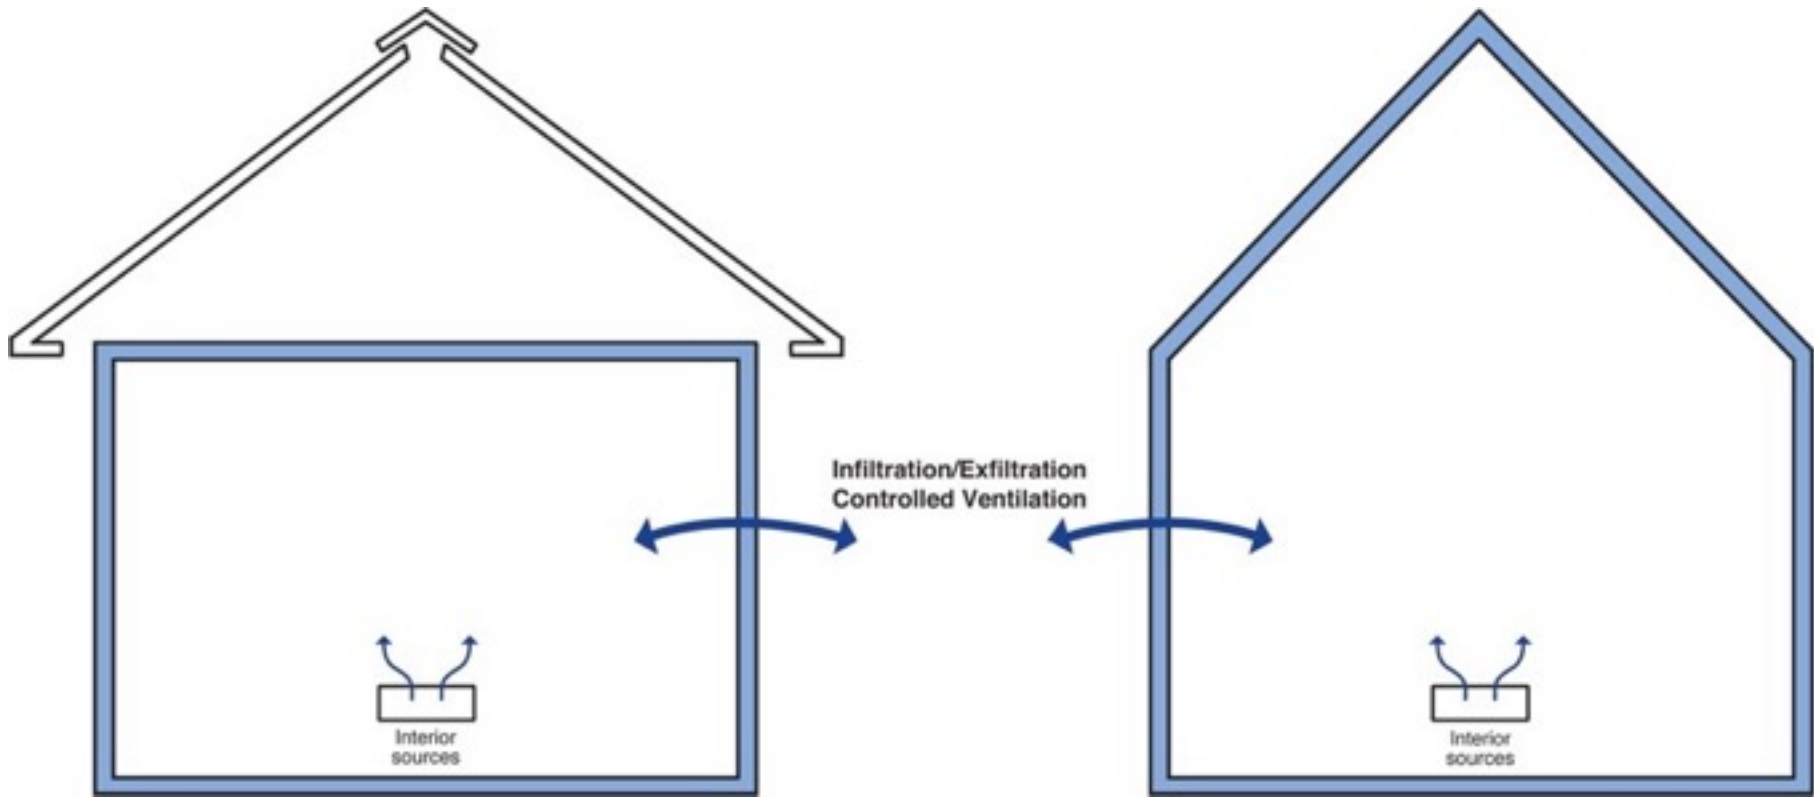 Infiltration/Exfiltration
Controlled Ventilation
Interior
sources
Interior
sources